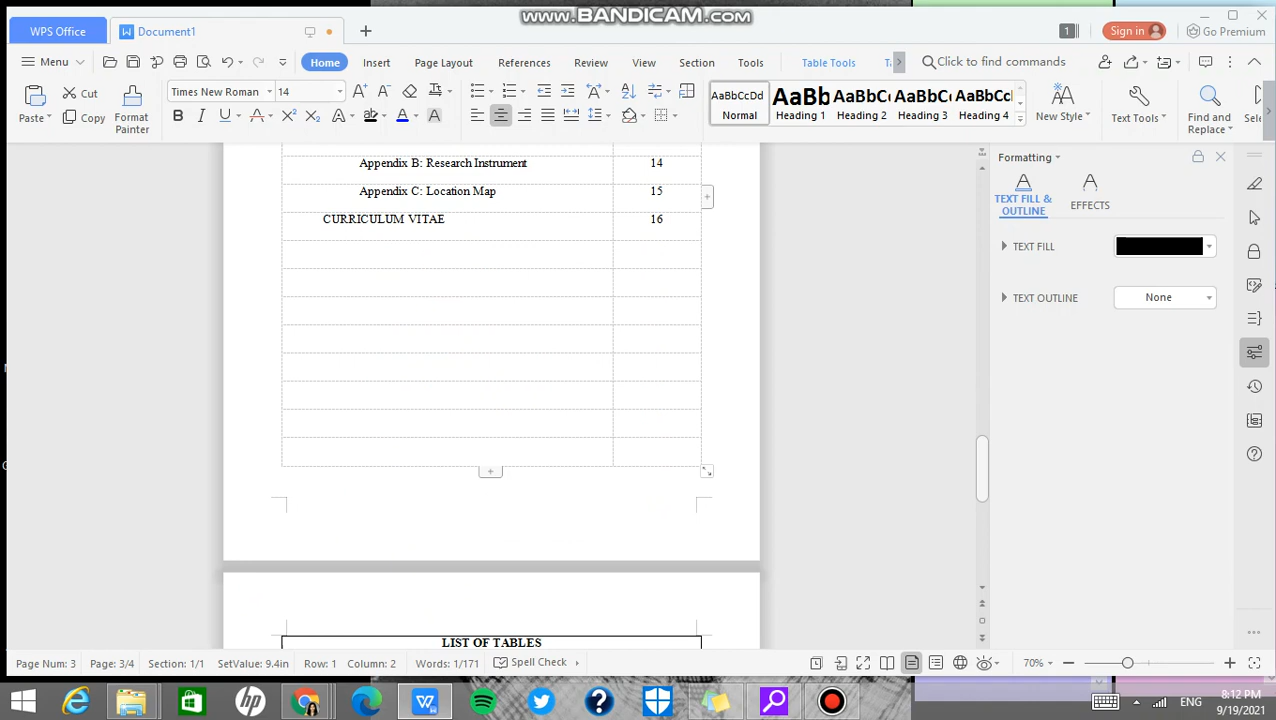 www.BANDICAM.com
WPS Office
Document1
1
Sign in
Go Premium
Menu
Home
Insert
Page Layout
References
Review
View
Section
Tools
Table Tools
Click to find commands
Paste
Cut
Copy
Format
Painter
Times New Roman
14
B I U A X² X₂ A ab A A
AaBbCcDd
Normal
AaBb
Heading 1
AaBbC
Heading 2
AaBbC
Heading 3
AaBbC
Heading 4
New Style
Text Tools
Find and
Replace
Formatting
TEXT FILL &
OUTLINE
EFFECTS
TEXT FILL
TEXT OUTLINE
None
Appendix B: Research Instrument 14
Appendix C: Location Map 15
CURRICULUM VITAE 16
LIST OF TABLES
Page Num: 3
Page: 3/4
Section: 1/1
SetValue: 9.4in
Row: 1
Column: 2
Words: 1/171
Spell Check
70%
ENG
8:12 PM
9/19/2021